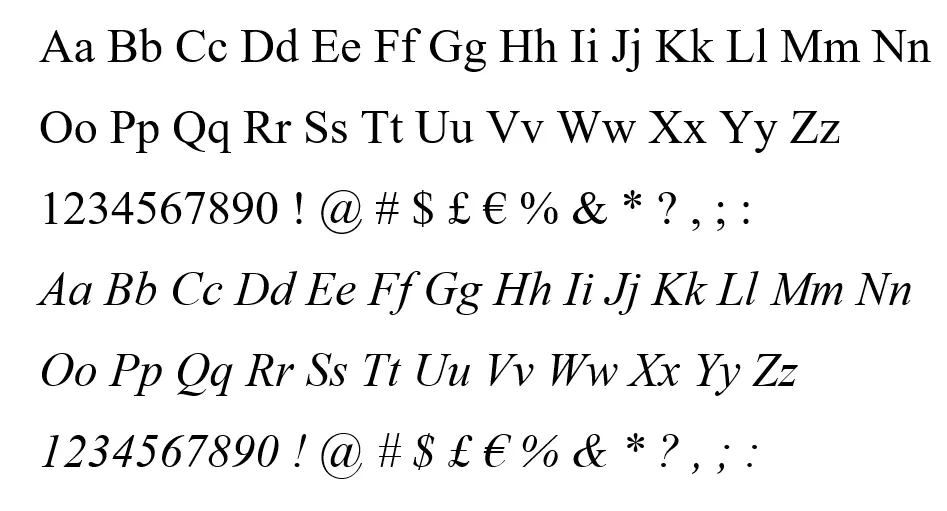 Aa Bb Cc Dd Ee Ff Gg Hh Ii Jj Kk Ll Mm Nn
Oo Pp Qq Rr Ss Tt Uu Vv Ww Xx Yy Zz
1234567890 ! @ # $ £ € % & * ? , ; :
Aa Bb Cc Dd Ee Ff Gg Hh Ii Jj Kk Ll Mm Nn
Oo Pp Qq Rr Ss Tt Uu Vv Ww Xx Yy Zz
1234567890 ! @ # $ £ € % & * ? , ; :